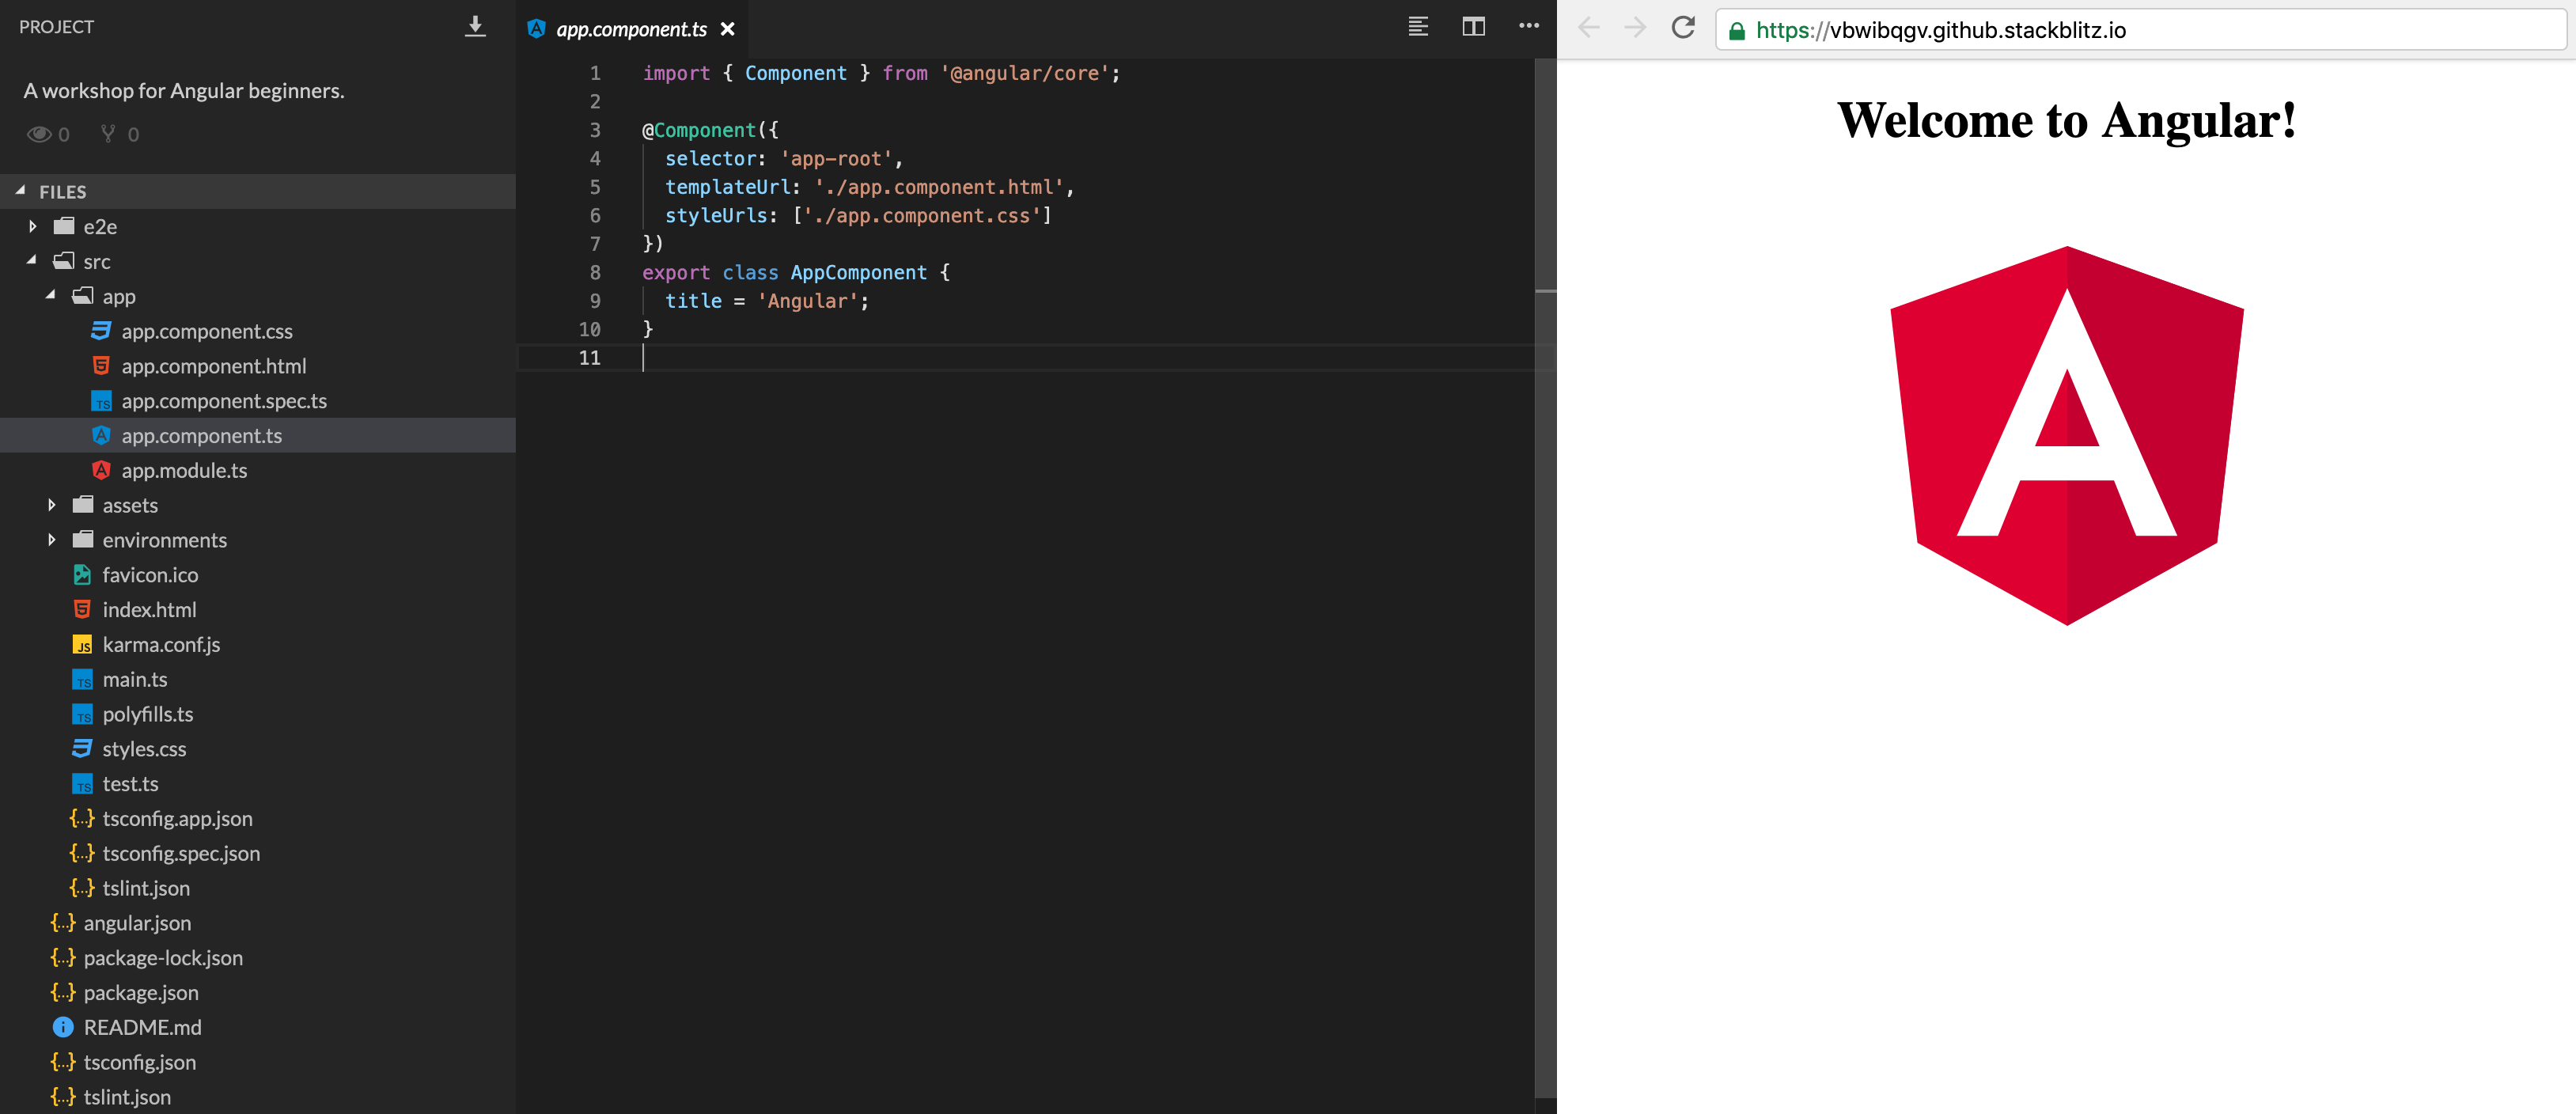 PROJECT
A workshop for Angular beginners.
0 0
FILES
e2e
src
app
app.component.css
app.component.html
TS app.component.spec.ts
app.component.ts
app.module.ts
assets
environments
favicon.ico
index.html
JS karma.conf.js
TS main.ts
TS polyfills.ts
styles.css
TS test.ts
{..} tsconfig.app.json
{..} tsconfig.spec.json
{..} tslint.json
{..} angular.json
{..} package-lock.json
{..} package.json
README.md
{..} tsconfig.json
{..} tslint.json
app.component.ts
1 import { Component } from '@angular/core';
2
3 @Component({
4 selector: 'app-root',
5 templateUrl: './app.component.html',
6 styleUrls: ['./app.component.css']
7 })
8 export class AppComponent {
9 title = 'Angular';
10 }
11
https://vbwibqgv.github.stackblitz.io
Welcome to Angular!
A